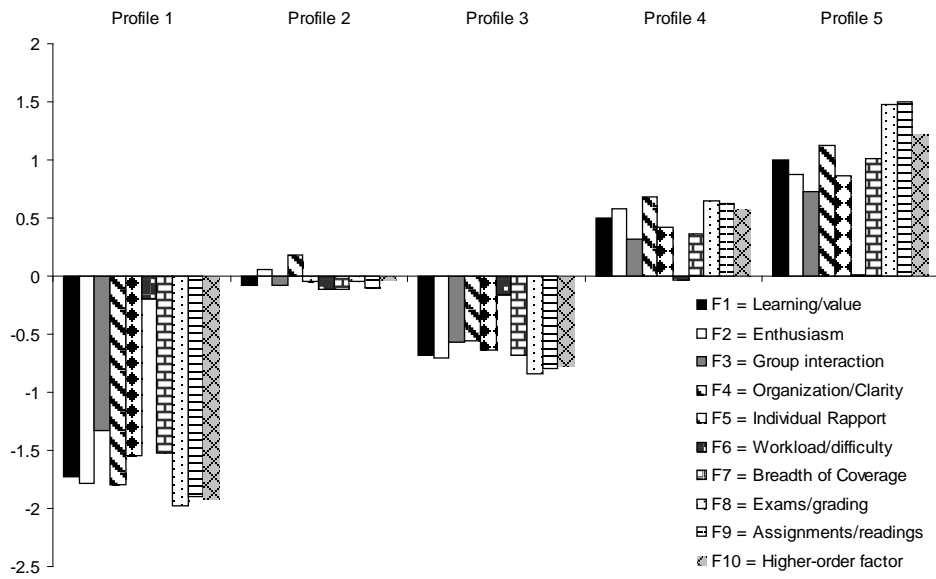 Profile 1 Profile 2 Profile 3 Profile 4 Profile 5
2
1.5
1
0.5
0
-0.5
-1
-1.5
-2
-2.5
F1 = Learning/value
F2 = Enthusiasm
F3 = Group interaction
F4 = Organization/Clarity
F5 = Individual Rapport
F6 = Workload/difficulty
F7 = Breadth of Coverage
F8 = Exams/grading
F9 = Assignments/readings
F10 = Higher-order factor